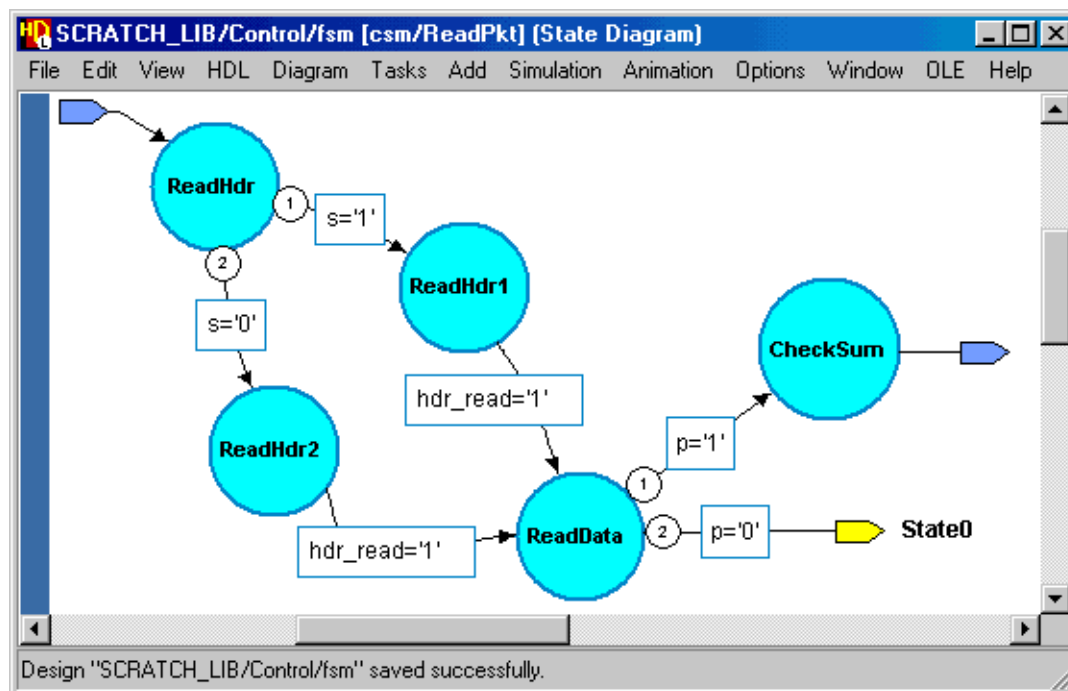 HDL SCRATCH_LIB/Control/fsm [csm/ReadPkt] (State Diagram)
File Edit View HDL Diagram Tasks Add Simulation Animation Options Window OLE Help
ReadHdr
1
s='1'
2
s='0'
ReadHdr1
CheckSum
hdr_read='1'
p='1'
ReadHdr2
1
ReadData
2
p='0'
State0
hdr_read='1'
Design "SCRATCH_LIB/Control/fsm" saved successfully.